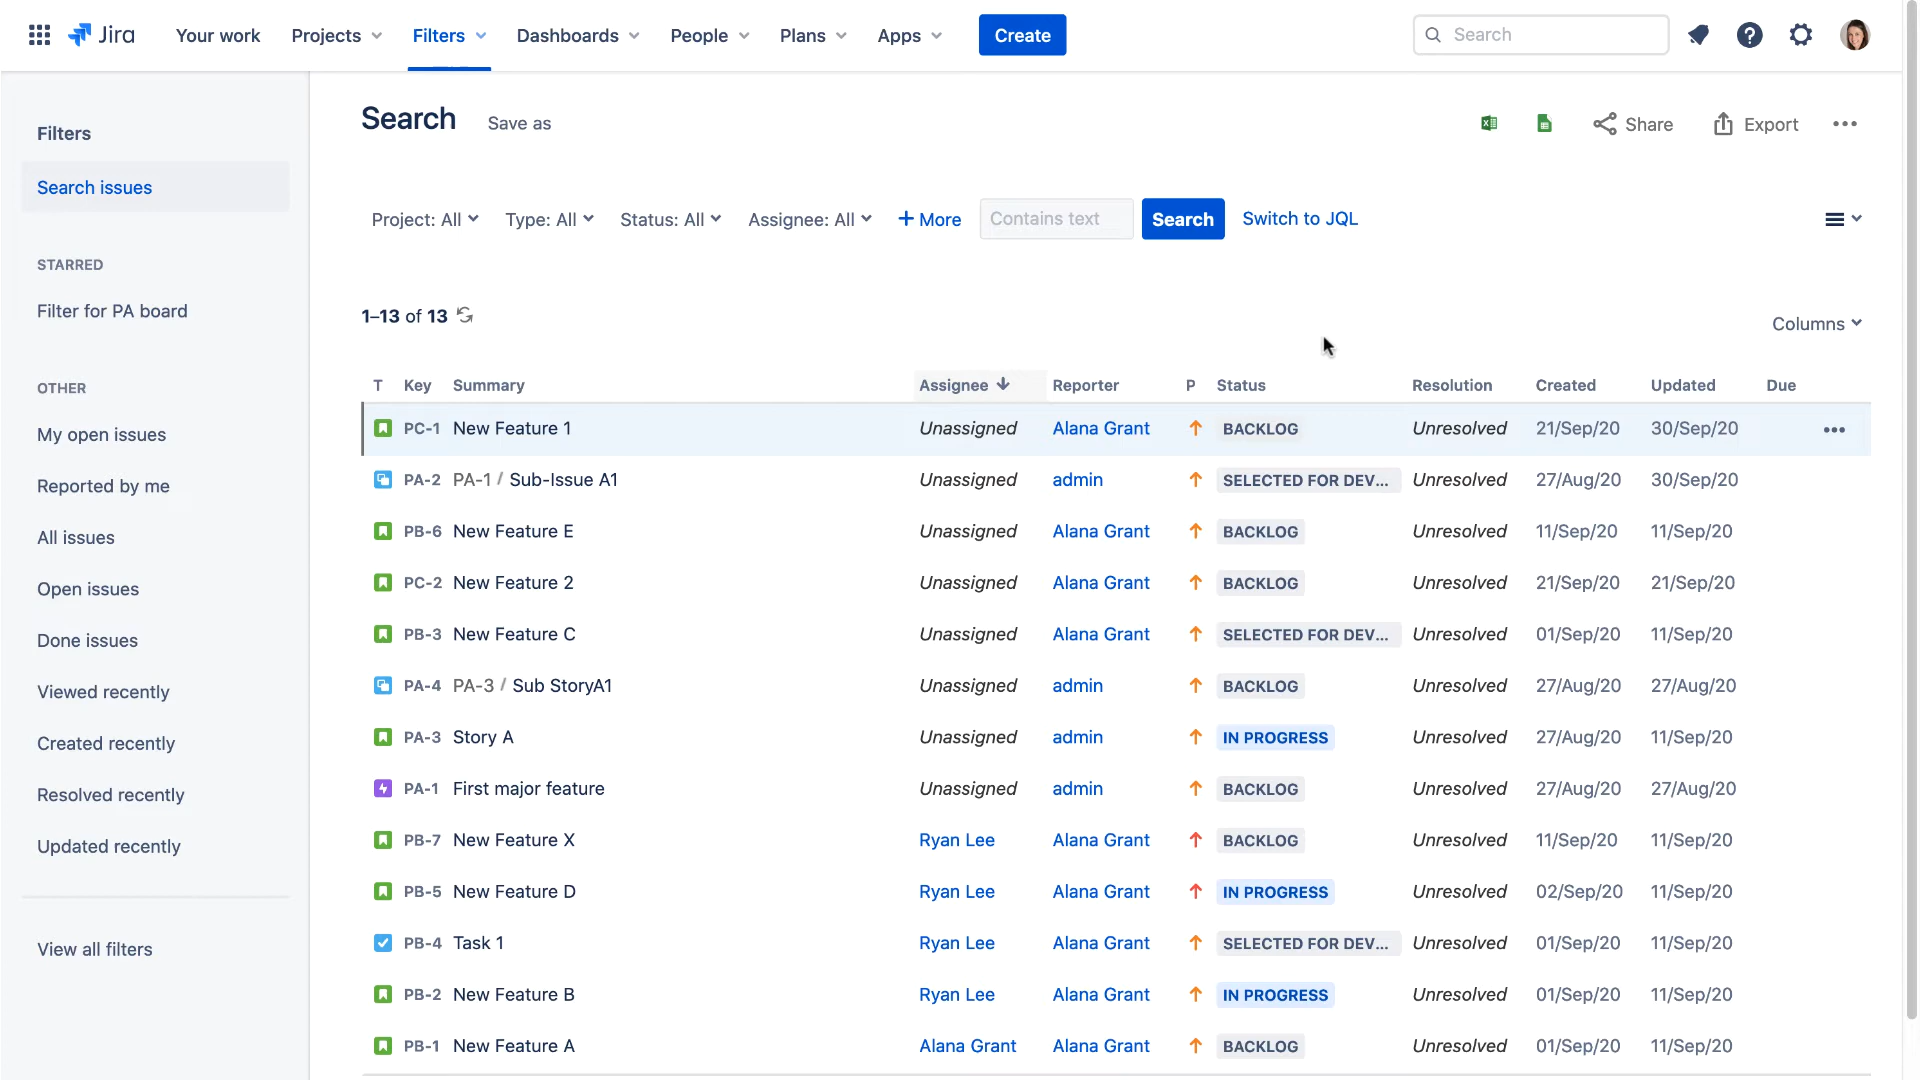 Jira Your work Projects Filters Dashboards People Plans Apps Create Search
Filters
Search issues
STARRED
Filter for PA board
OTHER
My open issues
Reported by me
All issues
Open issues
Done issues
Viewed recently
Created recently
Resolved recently
Updated recently
View all filters
Search Save as Share Export
Project: All Type: All Status: All Assignee: All + More Contains text Search Switch to JQL
1–13 of 13
Columns
T Key Summary Assignee Reporter P Status Resolution Created Updated Due
PC-1 New Feature 1 Unassigned Alana Grant BACKLOG Unresolved 21/Sep/20 30/Sep/20
PA-2 PA-1 / Sub-Issue A1 Unassigned admin SELECTED FOR DEV... Unresolved 27/Aug/20 30/Sep/20
PB-6 New Feature E Unassigned Alana Grant BACKLOG Unresolved 11/Sep/20 11/Sep/20
PC-2 New Feature 2 Unassigned Alana Grant BACKLOG Unresolved 21/Sep/20 21/Sep/20
PB-3 New Feature C Unassigned Alana Grant SELECTED FOR DEV... Unresolved 01/Sep/20 11/Sep/20
PA-4 PA-3 / Sub StoryA1 Unassigned admin BACKLOG Unresolved 27/Aug/20 27/Aug/20
PA-3 Story A Unassigned admin IN PROGRESS Unresolved 27/Aug/20 11/Sep/20
PA-1 First major feature Unassigned admin BACKLOG Unresolved 27/Aug/20 27/Aug/20
PB-7 New Feature X Ryan Lee Alana Grant BACKLOG Unresolved 11/Sep/20 11/Sep/20
PB-5 New Feature D Ryan Lee Alana Grant IN PROGRESS Unresolved 02/Sep/20 11/Sep/20
PB-4 Task 1 Ryan Lee Alana Grant SELECTED FOR DEV... Unresolved 01/Sep/20 11/Sep/20
PB-2 New Feature B Ryan Lee Alana Grant IN PROGRESS Unresolved 01/Sep/20 11/Sep/20
PB-1 New Feature A Alana Grant Alana Grant BACKLOG Unresolved 01/Sep/20 11/Sep/20